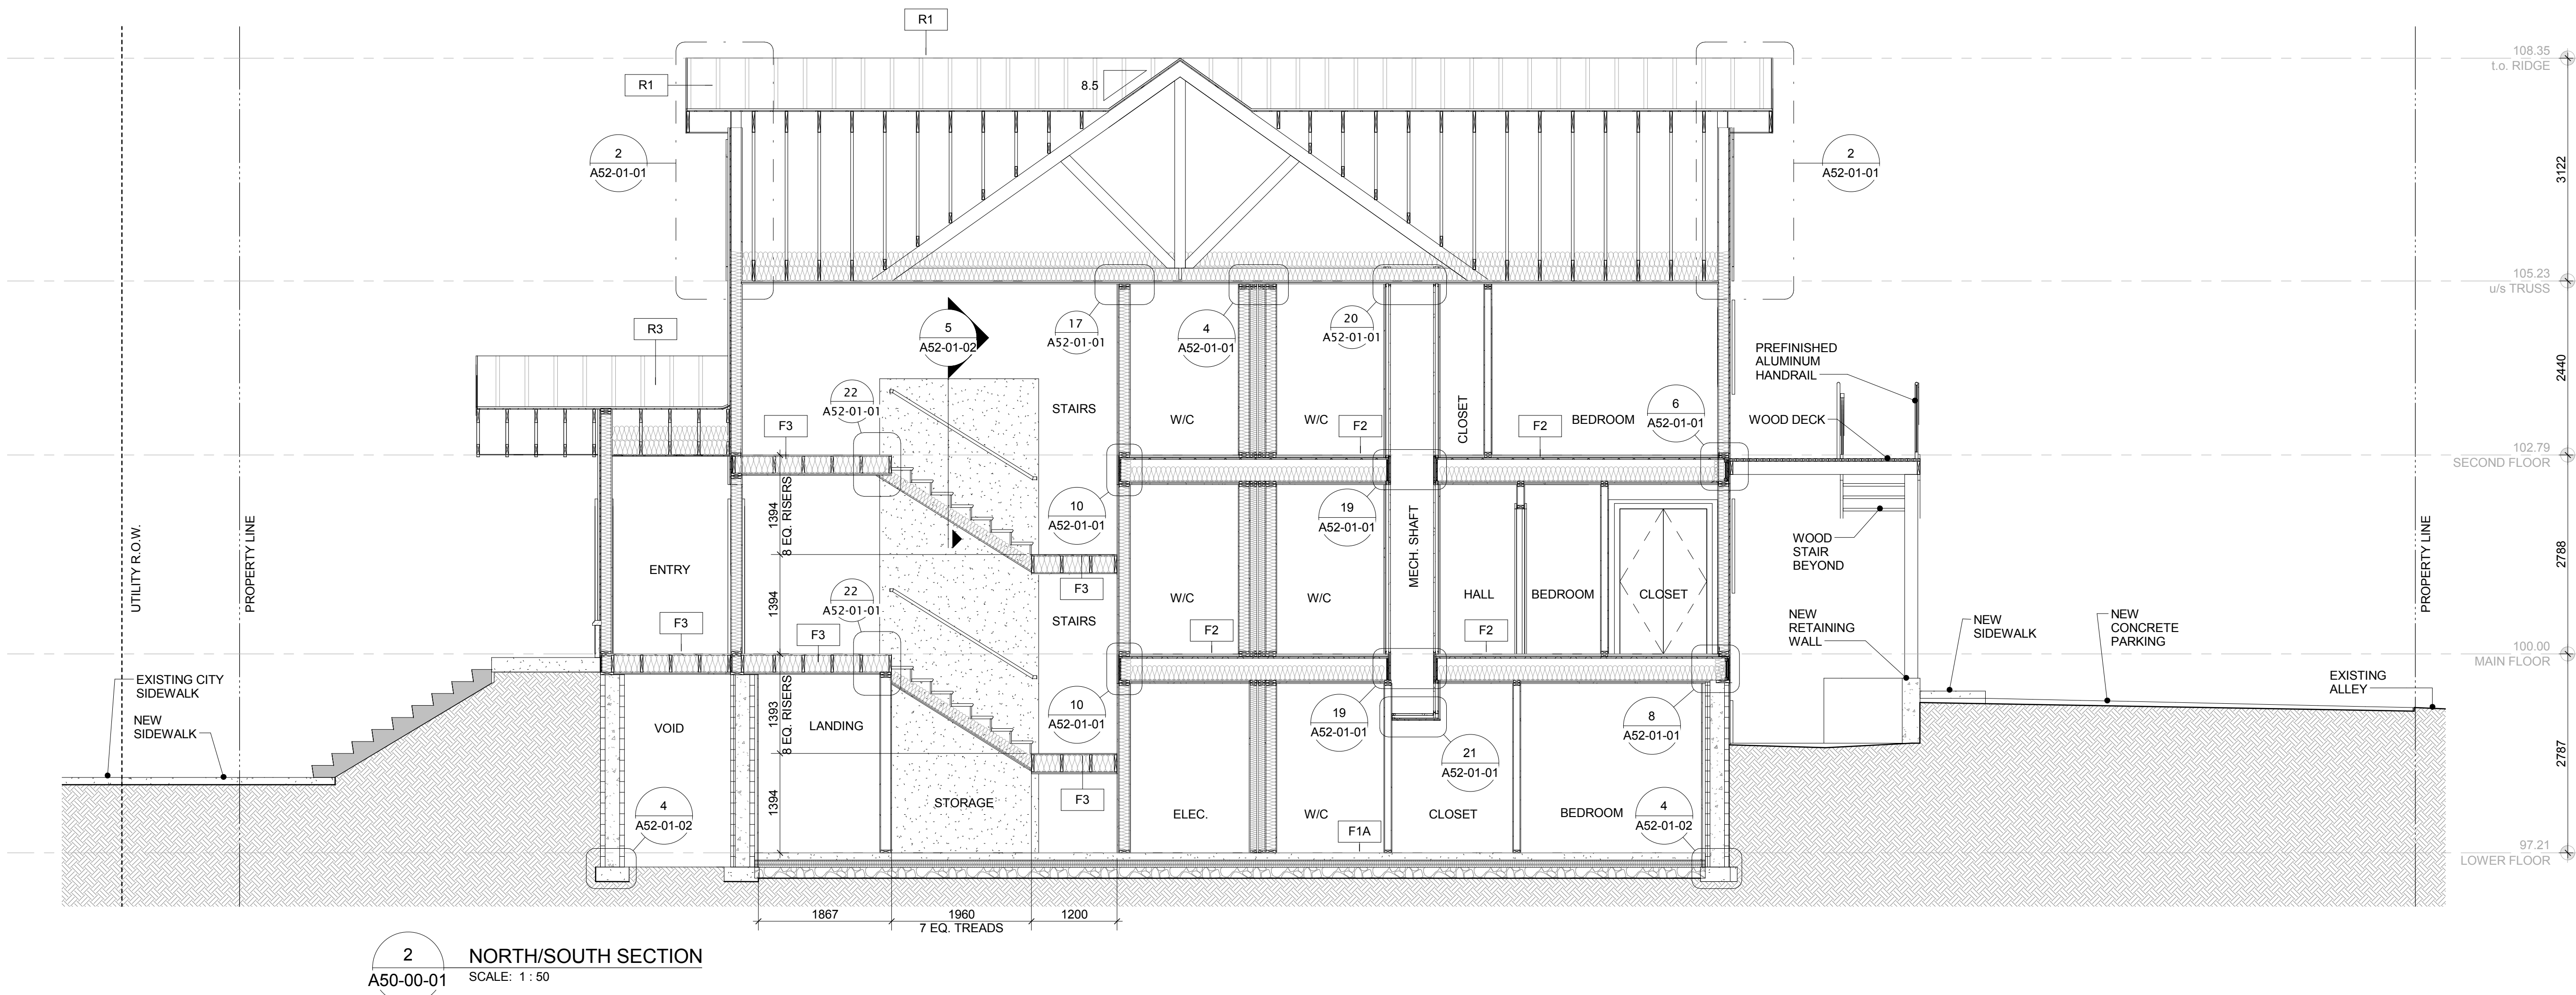 R1
108.35
t.o. RIDGE
R1
8.5
2
A52-01-01
2
A52-01-01
3122
105.23
u/s TRUSS
R3
5
A52-01-02
17
A52-01-01
4
A52-01-01
20
A52-01-01
PREFINISHED
ALUMINUM
HANDRAIL
2440
22
A52-01-01
STAIRS
W/C
W/C
CLOSET
BEDROOM
6
A52-01-01
WOOD DECK
F3
F2
F2
102.79
SECOND FLOOR
1394
8 EQ. RISERS
10
A52-01-01
19
A52-01-01
MECH. SHAFT
WOOD
STAIR
BEYOND
UTILITY R.O.W.
PROPERTY LINE
PROPERTY LINE
2788
ENTRY
F3
22
A52-01-01
1394
W/C
W/C
HALL
BEDROOM
CLOSET
STAIRS
F3
F3
F2
F2
NEW
RETAINING
WALL
NEW
SIDEWALK
NEW
CONCRETE
PARKING
100.00
MAIN FLOOR
EXISTING CITY
SIDEWALK
EXISTING
ALLEY
NEW
SIDEWALK
VOID
1393
8 EQ. RISERS
LANDING
10
A52-01-01
19
A52-01-01
21
A52-01-01
8
A52-01-01
2787
4
A52-01-02
1394
STORAGE
F3
ELEC.
W/C
F1A
CLOSET
BEDROOM
4
A52-01-02
97.21
LOWER FLOOR
1867
1960
7 EQ. TREADS
1200
2
A50-00-01
NORTH/SOUTH SECTION
SCALE: 1 : 50